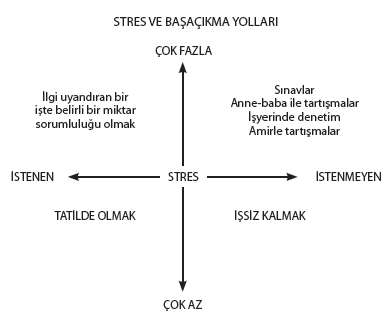 STRES VE BAŞAÇIKMA YOLLARI
ÇOK FAZLA
İlgi uyandıran bir
işte belirli bir miktar
sorumluluğu olmak
Sınavlar
Anne-baba ile tartışmalar
İşyerinde denetim
Amirle tartışmalar
İSTENEN
STRES
İSTENMEYEN
TATİLDE OLMAK
İŞSİZ KALMAK
ÇOK AZ